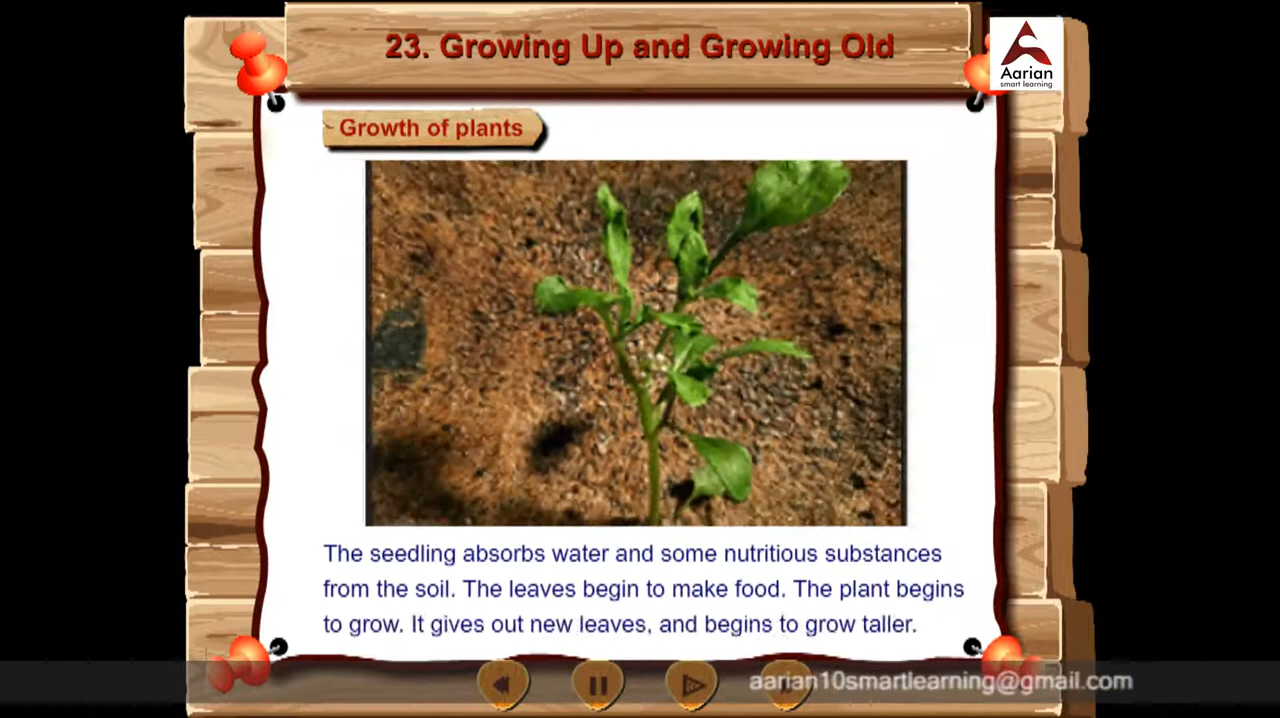 23. Growing Up and Growing Old
Aarian
smart learning
Growth of plants
The seedling absorbs water and some nutritious substances
from the soil. The leaves begin to make food. The plant begins
to grow. It gives out new leaves, and begins to grow taller.
aarian10smartlearning@gmail.com